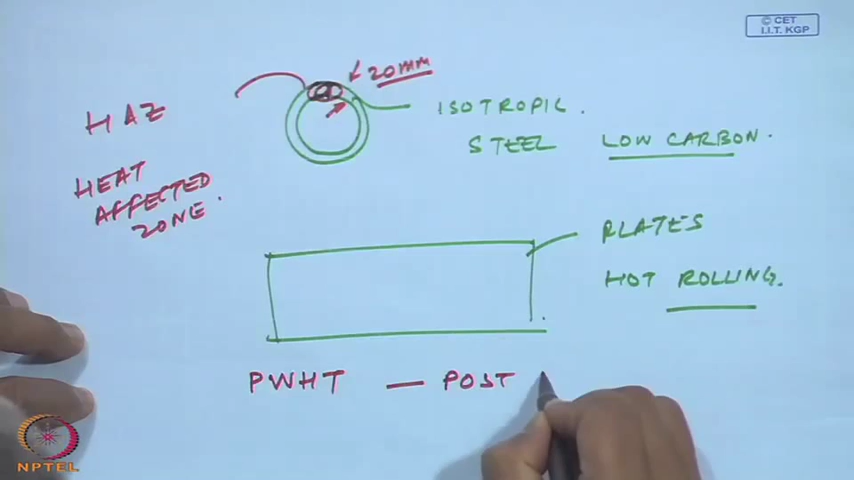 © CET
I.I.T. KGP
20mm
HAZ
ISOTROPIC.
STEEL LOW CARBON.
HEAT
AFFECTED
ZONE.
PLATES
HOT ROLLING.
PWHT — POST
NPTEL